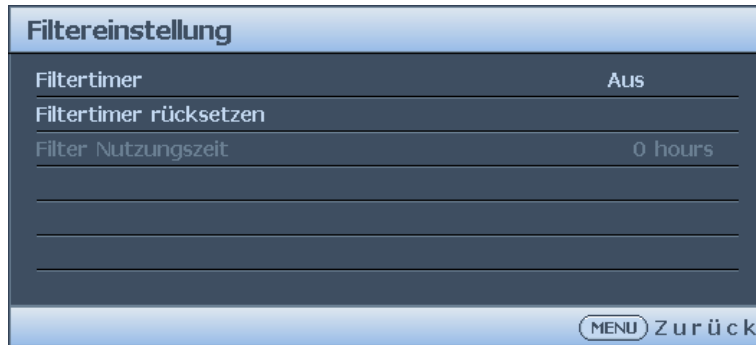 Filtereinstellung
Filtertimer Aus
Filtertimer rücksetzen
Filter Nutzungszeit 0 hours
MENU Zurück